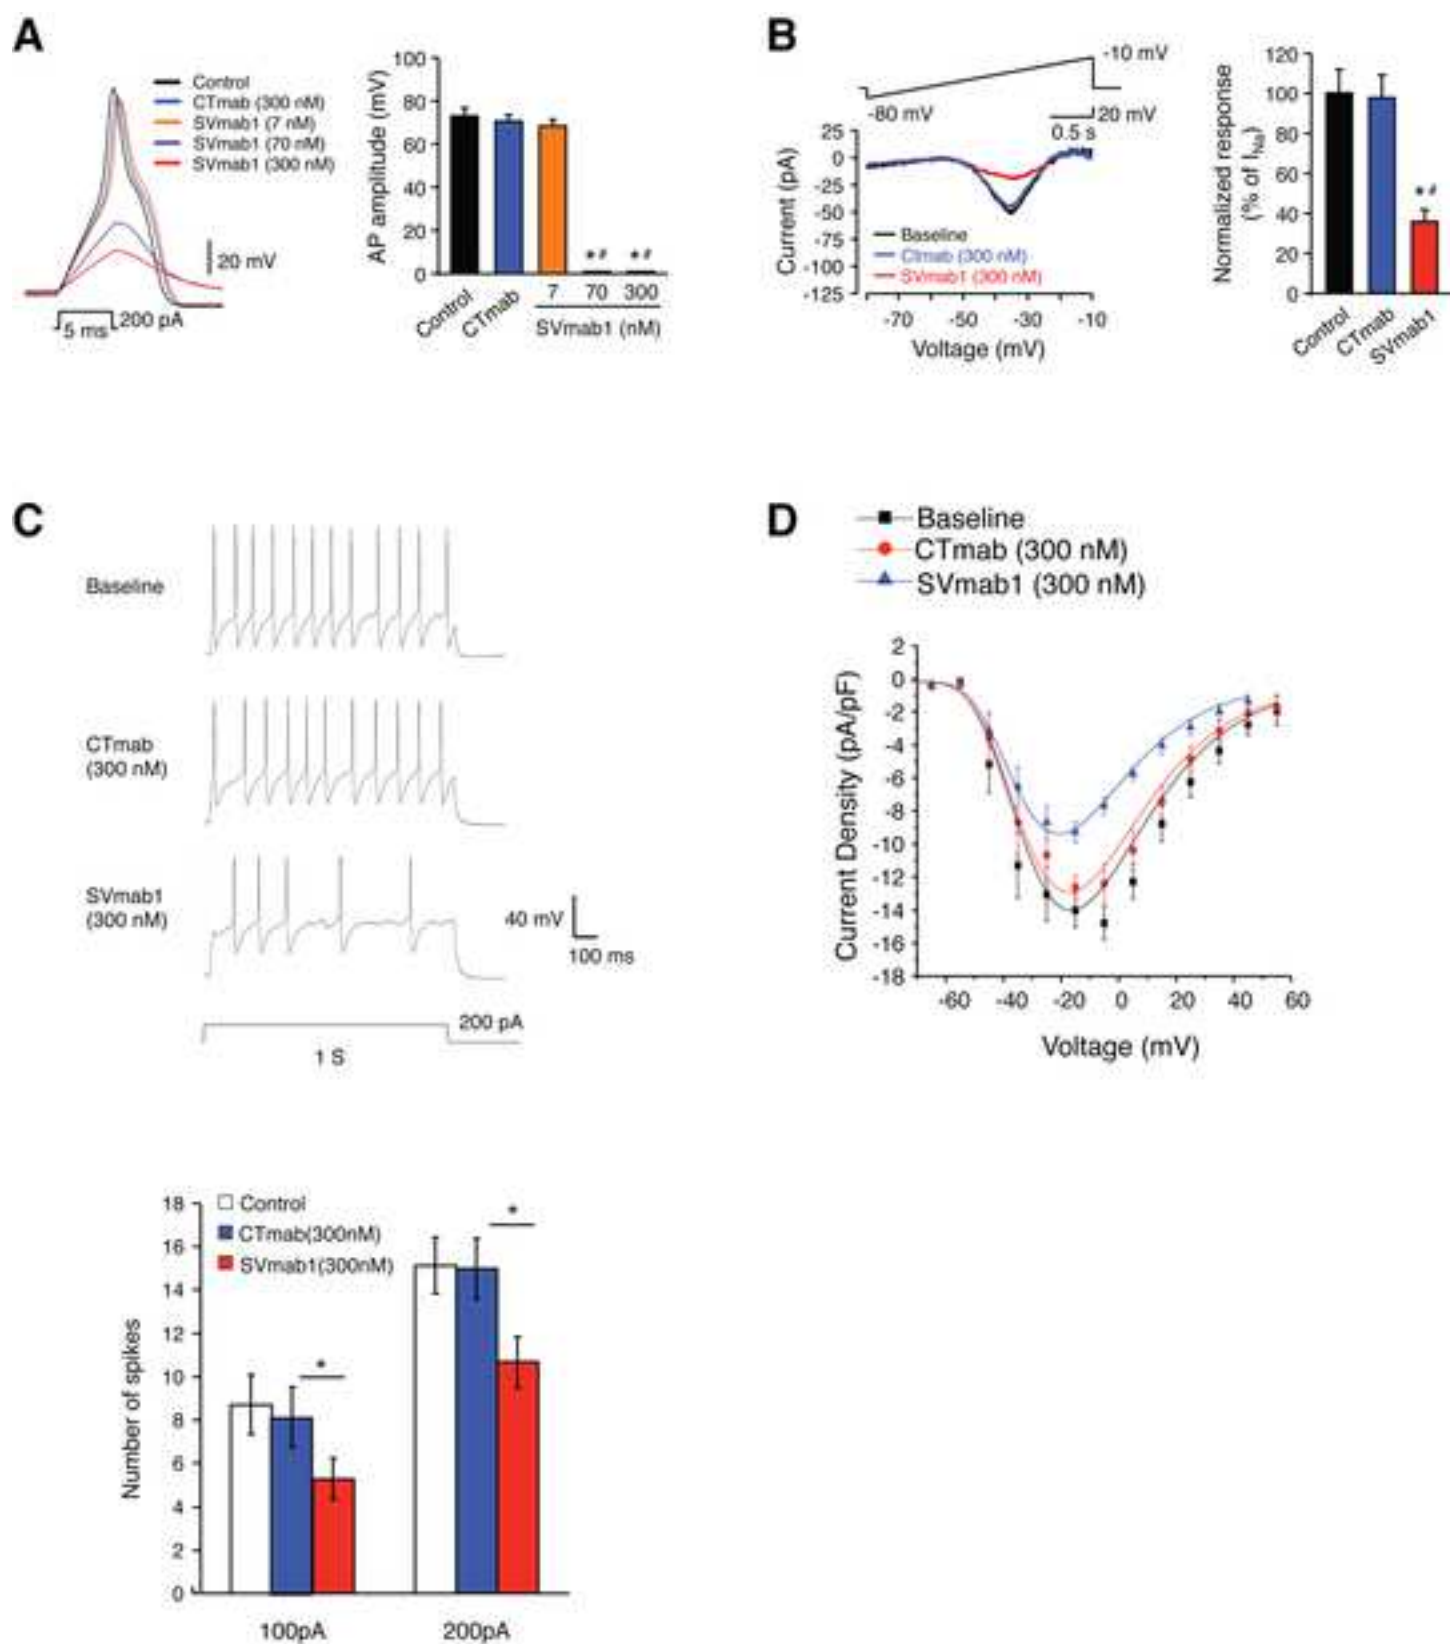 A
Control
CTmab (300 nM)
SVmab1 (7 nM)
SVmab1 (70 nM)
SVmab1 (300 nM)
20 mV
5 ms
200 pA
AP amplitude (mV)
100
80
60
40
20
0
* #
* #
Control
CTmab
7
70
300
SVmab1 (nM)
B
-10 mV
-80 mV
20 mV
0.5 s
Current (pA)
25
0
-25
-50
-75
-100
-125
Baseline
CTmab (300 nM)
SVmab1 (300 nM)
-70
-50
-30
-10
Voltage (mV)
Normalized response
(% of INa)
120
100
80
60
40
20
0
* #
Control
CTmab
SVmab1
C
Baseline
CTmab
(300 nM)
SVmab1
(300 nM)
40 mV
100 ms
200 pA
1 S
D
Baseline
CTmab (300 nM)
SVmab1 (300 nM)
Current Density (pA/pF)
2
0
-2
-4
-6
-8
-10
-12
-14
-16
-18
-60
-40
-20
0
20
40
60
Voltage (mV)
Number of spikes
18
16
14
12
10
8
6
4
2
0
Control
CTmab(300nM)
SVmab1(300nM)
*
*
100pA
200pA